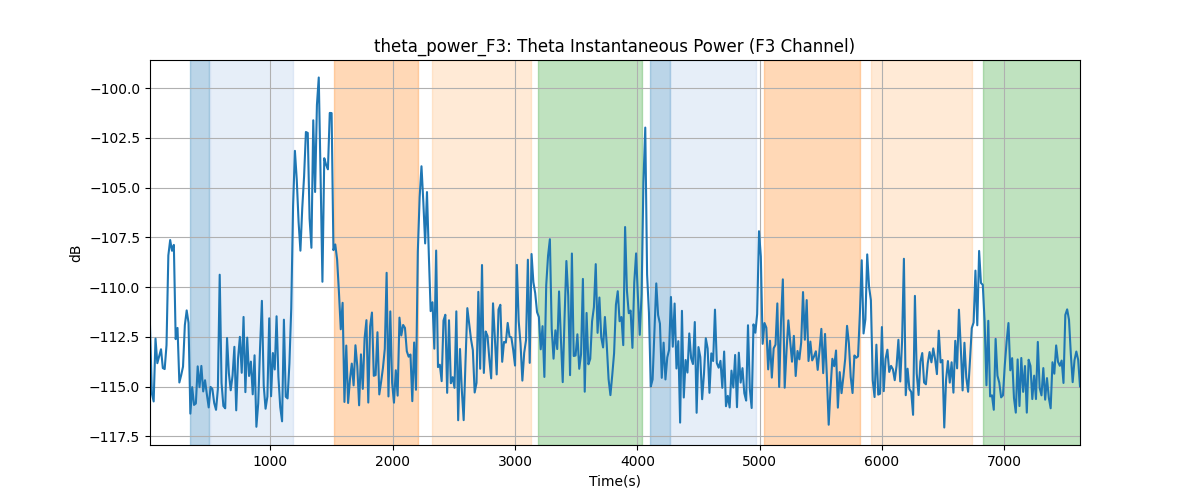 theta_power_F3: Theta Instantaneous Power (F3 Channel)
dB
−100.0
−102.5
−105.0
−107.5
−110.0
−112.5
−115.0
−117.5
1000 2000 3000 4000 5000 6000 7000
Time(s)